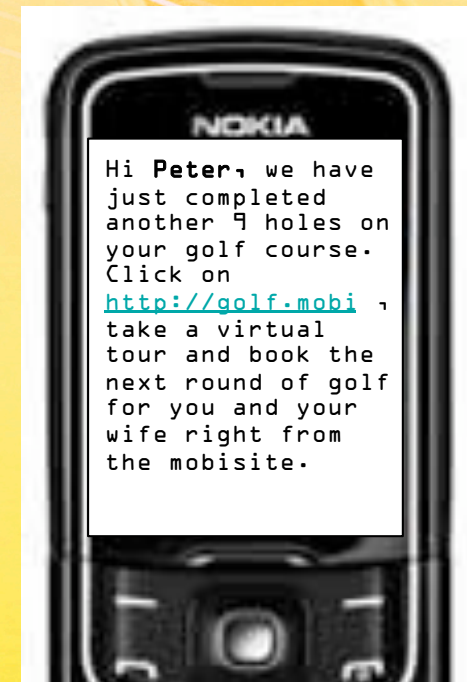 NOKIA
Hi Peter, we have
just completed
another 9 holes on
your golf course.
Click on
http://golf.mobi ,
take a virtual
tour and book the
next round of golf
for you and your
wife right from
the mobisite.